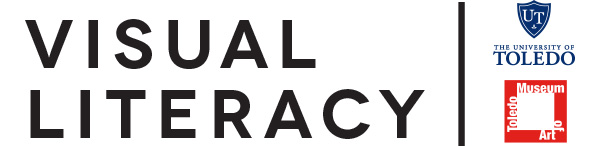 VISUAL
LITERACY
UT
THE UNIVERSITY OF
TOLEDO
Toledo
Museum
of
Art